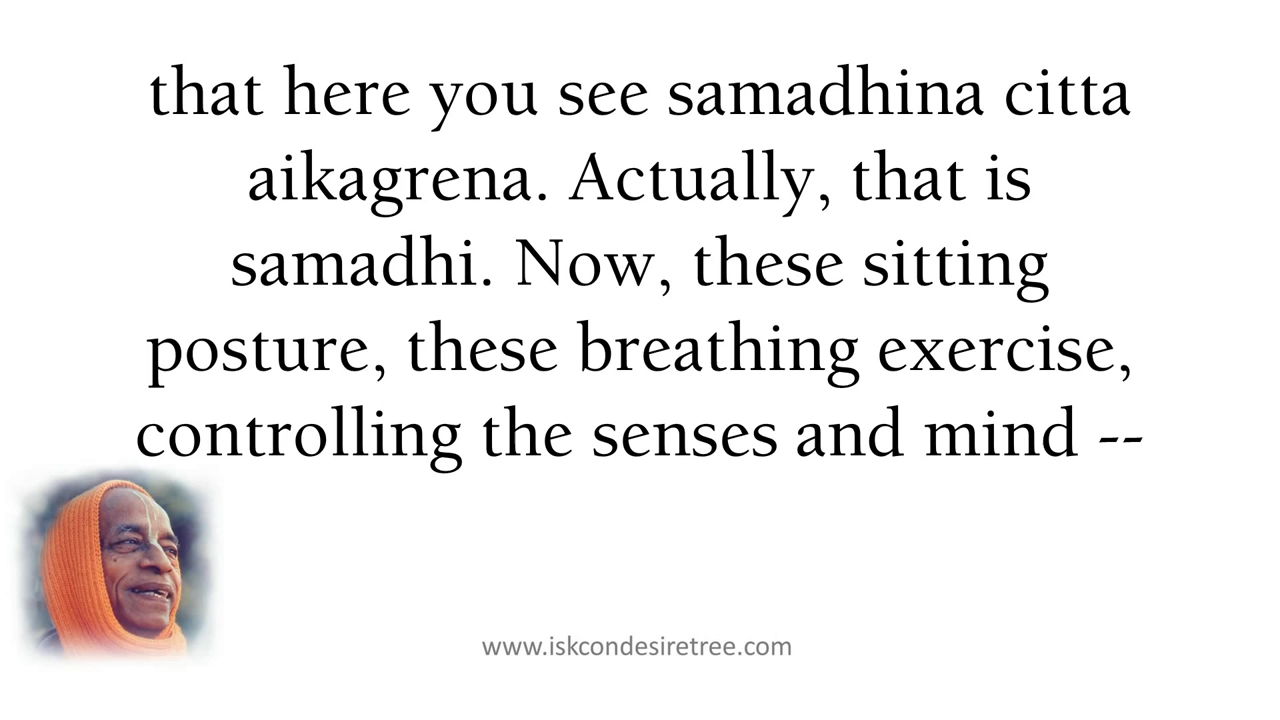 that here you see samadhina citta
aikagrena. Actually, that is
samadhi. Now, these sitting
posture, these breathing exercise,
controlling the senses and mind --
www.iskcondesiretree.com